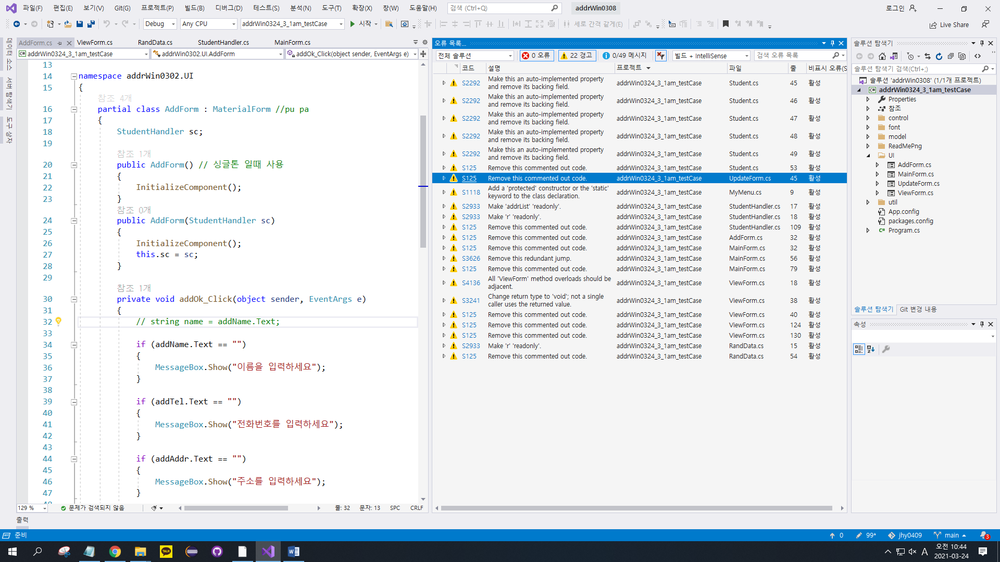 파일(F) 편집(E) 보기(V) Git(G) 프로젝트(P) 빌드(B) 디버그(D) 테스트(S) 분석(N) 도구(T) 확장(X) 창(W) 도움말(H) 검색 (Ctrl+Q) addrWin0308 로그인
Debug Any CPU addrWin0324_3_1am_testCase 시작 세로 간격 같게(E) Live Share
데이터 소스
서버 탐색기
도구 상자
AddForm.cs ViewForm.cs RandData.cs StudentHandler.cs MainForm.cs
addrWin0324_3_1am_testCase addrWin0302.UI.AddForm addOk_Click(object sender, EventArgs e)
13
14 namespace addrWin0302.UI
15 {
참조 4개
16 partial class AddForm : MaterialForm //pu pa
17 {
18 StudentHandler sc;
19
참조 1개
20 public AddForm() // 싱글톤 일때 사용
21 {
22 InitializeComponent();
23 }
참조 0개
24 public AddForm(StudentHandler sc)
25 {
26 InitializeComponent();
27 this.sc = sc;
28 }
29
참조 1개
30 private void addOk_Click(object sender, EventArgs e)
31 {
32 // string name = addName.Text;
33
34 if (addName.Text == "")
35 {
36 MessageBox.Show("이름을 입력하세요");
37 }
38
39 if (addTel.Text == "")
40 {
41 MessageBox.Show("전화번호를 입력하세요");
42 }
43
44 if (addAddr.Text == "")
45 {
46 MessageBox.Show("주소를 입력하세요");
47 }
129 % 문제가 검색되지 않음 줄: 32 문자: 13 SPC CRLF
출력
오류 목록...
전체 솔루션 0 오류 22 경고 0/49 메시지 빌드 + IntelliSense 검색 오류 목록
코드 설명 프로젝트 파일 줄 비표시 오류(S
S2292 Make this an auto-implemented property and remove its backing field. addrWin0324_3_1am_testCase Student.cs 45 활성
S2292 Make this an auto-implemented property and remove its backing field. addrWin0324_3_1am_testCase Student.cs 46 활성
S2292 Make this an auto-implemented property and remove its backing field. addrWin0324_3_1am_testCase Student.cs 47 활성
S2292 Make this an auto-implemented property and remove its backing field. addrWin0324_3_1am_testCase Student.cs 48 활성
S2292 Make this an auto-implemented property and remove its backing field. addrWin0324_3_1am_testCase Student.cs 49 활성
S125 Remove this commented out code. addrWin0324_3_1am_testCase Student.cs 53 활성
S125 Remove this commented out code. addrWin0324_3_1am_testCase UpdateForm.cs 45 활성
S1118 Add a 'protected' constructor or the 'static' keyword to the class declaration. addrWin0324_3_1am_testCase MyMenu.cs 9 활성
S2933 Make 'addrList' 'readonly'. addrWin0324_3_1am_testCase StudentHandler.cs 17 활성
S2933 Make 'r' 'readonly'. addrWin0324_3_1am_testCase StudentHandler.cs 18 활성
S125 Remove this commented out code. addrWin0324_3_1am_testCase StudentHandler.cs 109 활성
S125 Remove this commented out code. addrWin0324_3_1am_testCase AddForm.cs 32 활성
S125 Remove this commented out code. addrWin0324_3_1am_testCase MainForm.cs 32 활성
S3626 Remove this redundant jump. addrWin0324_3_1am_testCase MainForm.cs 56 활성
S125 Remove this commented out code. addrWin0324_3_1am_testCase MainForm.cs 79 활성
S4136 All 'ViewForm' method overloads should be adjacent. addrWin0324_3_1am_testCase ViewForm.cs 18 활성
S3241 Change return type to 'void'; not a single caller uses the returned value. addrWin0324_3_1am_testCase ViewForm.cs 38 활성
S125 Remove this commented out code. addrWin0324_3_1am_testCase ViewForm.cs 40 활성
S125 Remove this commented out code. addrWin0324_3_1am_testCase ViewForm.cs 124 활성
S125 Remove this commented out code. addrWin0324_3_1am_testCase ViewForm.cs 130 활성
S2933 Make 'r' 'readonly'. addrWin0324_3_1am_testCase RandData.cs 15 활성
S125 Remove this commented out code. addrWin0324_3_1am_testCase RandData.cs 54 활성
솔루션 탐색기
솔루션 탐색기 검색(Ctrl+;)
솔루션 'addrWin0308' (1/1개 프로젝트)
addrWin0324_3_1am_testCase
Properties
참조
control
font
model
ReadMePng
UI
AddForm.cs
MainForm.cs
UpdateForm.cs
ViewForm.cs
util
App.config
packages.config
Program.cs
솔루션 탐색기 Git 변경 내용
속성
준비 0 99* jhy0409 main 3
TALK A 오전 10:44
2021-03-24